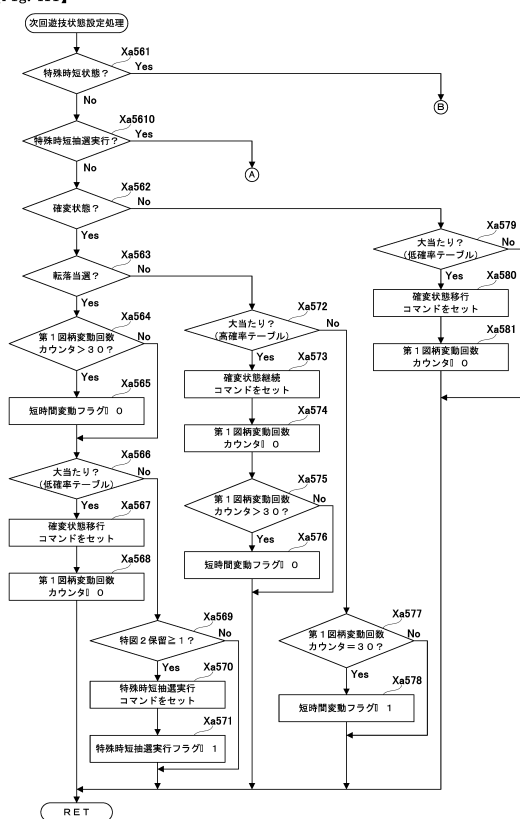 次回遊技状態設定処理
Xa561
特殊時短状態？
Yes
No
B
Xa5610
特殊時短抽選実行？
Yes
No
A
Xa562
確変状態？
No
Yes
Xa579
大当たり？
(低確率テーブル)
No
Yes
Xa580
確変状態移行
コマンドをセット
Xa581
第１図柄変動回数
カウンタ ０
Xa563
転落当選？
No
Yes
Xa564
第１図柄変動回数
カウンタ＞３０？
No
Yes
Xa565
短時間変動フラグ ０
Xa572
大当たり？
(高確率テーブル)
No
Yes
Xa573
確変状態継続
コマンドをセット
Xa574
第１図柄変動回数
カウンタ ０
Xa566
大当たり？
(低確率テーブル)
No
Yes
Xa567
確変状態移行
コマンドをセット
Xa568
第１図柄変動回数
カウンタ ０
Xa575
第１図柄変動回数
カウンタ＞３０？
No
Yes
Xa576
短時間変動フラグ ０
Xa569
特図２保留≧１？
No
Yes
Xa570
特殊時短抽選実行
コマンドをセット
Xa571
特殊時短抽選実行フラグ １
Xa577
第１図柄変動回数
カウンタ＝３０？
No
Yes
Xa578
短時間変動フラグ １
ＲＥＴ